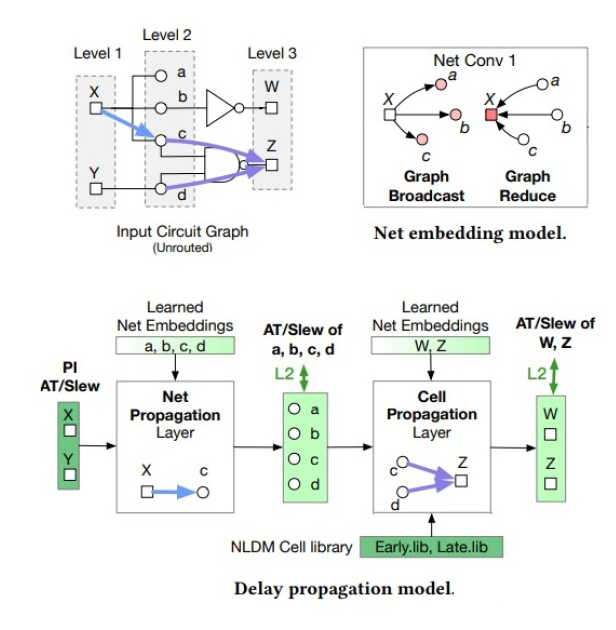 Level 1
Level 2
Level 3
X
a
b
c
d
W
Z
Y
Input Circuit Graph
(Unrouted)
Net Conv 1
X
a
b
c
X
a
b
c
Graph
Broadcast
Graph
Reduce
Net embedding model.
Learned
Net Embeddings
a, b, c, d
AT/Slew of
a, b, c, d
L2
Learned
Net Embeddings
W, Z
AT/Slew of
W, Z
L2
PI
AT/Slew
X
Y
Net
Propagation
Layer
X
c
a
b
c
d
Cell
Propagation
Layer
c
d
Z
W
Z
NLDM Cell library
Early.lib, Late.lib
Delay propagation model.